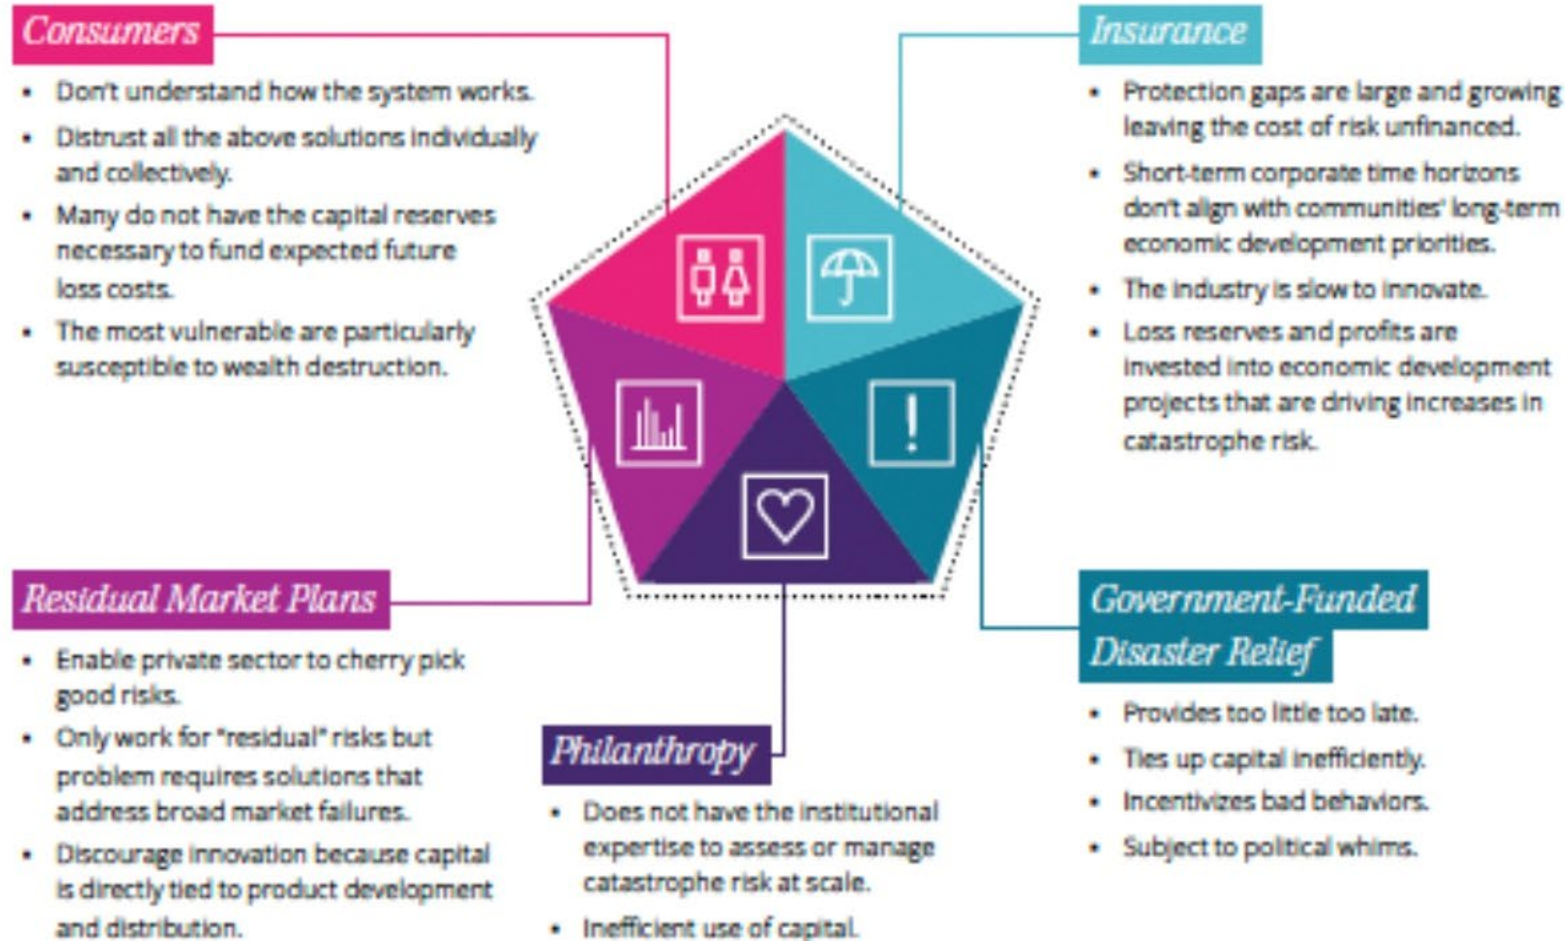 Consumers
• Don't understand how the system works.
• Distrust all the above solutions individually
and collectively.
• Many do not have the capital reserves
necessary to fund expected future
loss costs.
• The most vulnerable are particularly
susceptible to wealth destruction.
Insurance
• Protection gaps are large and growing
leaving the cost of risk unfinanced.
• Short-term corporate time horizons
don't align with communities' long-term
economic development priorities.
• The industry is slow to innovate.
• Loss reserves and profits are
invested into economic development
projects that are driving increases in
catastrophe risk.
Residual Market Plans
• Enable private sector to cherry pick
good risks.
• Only work for "residual" risks but
problem requires solutions that
address broad market failures.
• Discourage innovation because capital
is directly tied to product development
and distribution.
Philanthropy
• Does not have the institutional
expertise to assess or manage
catastrophe risk at scale.
• Inefficient use of capital.
Government-Funded
Disaster Relief
• Provides too little too late.
• Ties up capital inefficiently.
• Incentivizes bad behaviors.
• Subject to political whims.